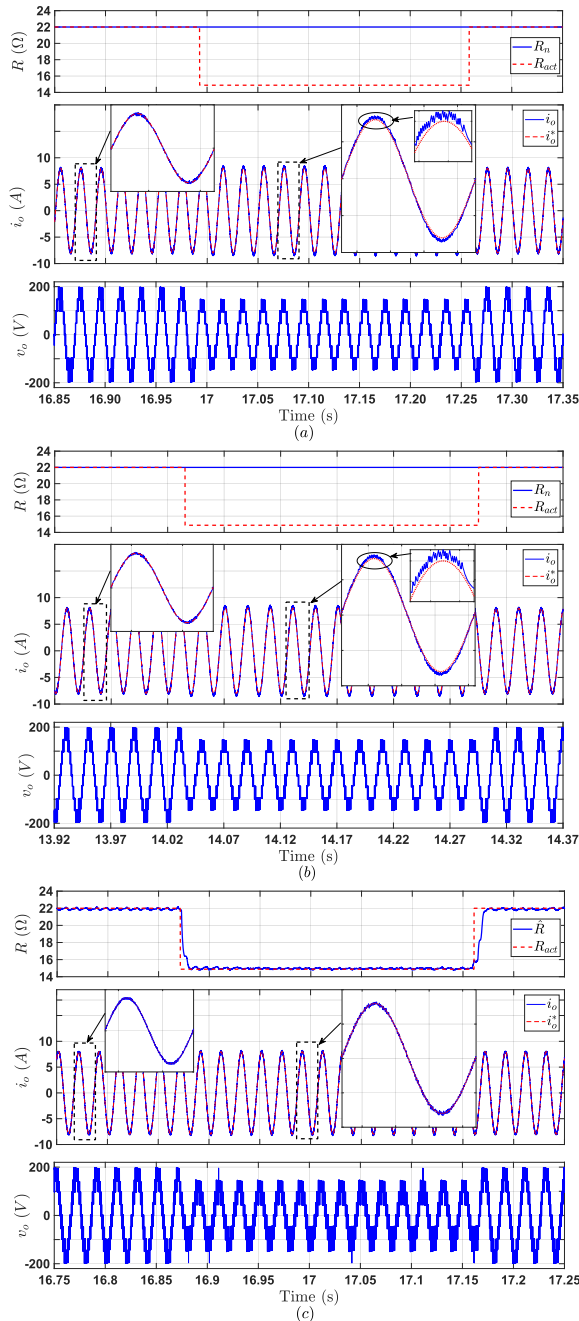 24
22
20
18
16
14
R (Ω)
R_n
R_act
10
5
0
-5
-10
i_o (A)
i_o
i_o^*
200
0
-200
v_o (V)
16.85 16.90 16.935 16.985 17 17.05 17.10 17.15 17.20 17.25 17.30 17.35
Time (s)
(a)
24
22
20
18
16
14
R (Ω)
R_n
R_act
10
5
0
-5
-10
i_o (A)
i_o
i_o^*
200
0
-200
v_o (V)
13.92 13.97 14.02 14.07 14.12 14.17 14.22 14.27 14.32 14.37
Time (s)
(b)
24
22
20
18
16
14
R (Ω)
R̂
R_act
10
5
0
-5
-10
i_o (A)
i_o
i_o^*
200
0
-200
v_o (V)
16.75 16.8 16.85 16.9 16.95 17 17.05 17.1 17.15 17.2 17.25
Time (s)
(c)